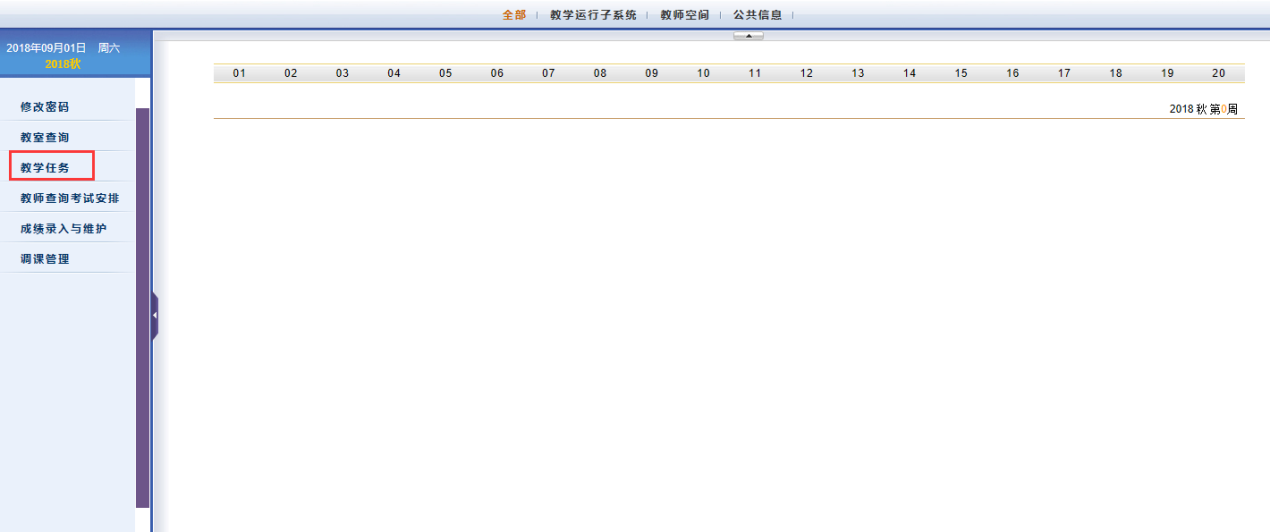 全部 教学运行子系统 教师空间 公共信息
2018年09月01日 周六
2018秋
01 02 03 04 05 06 07 08 09 10 11 12 13 14 15 16 17 18 19 20
2018 秋 第0周
修改密码
教室查询
教学任务
教师查询考试安排
成绩录入与维护
调课管理